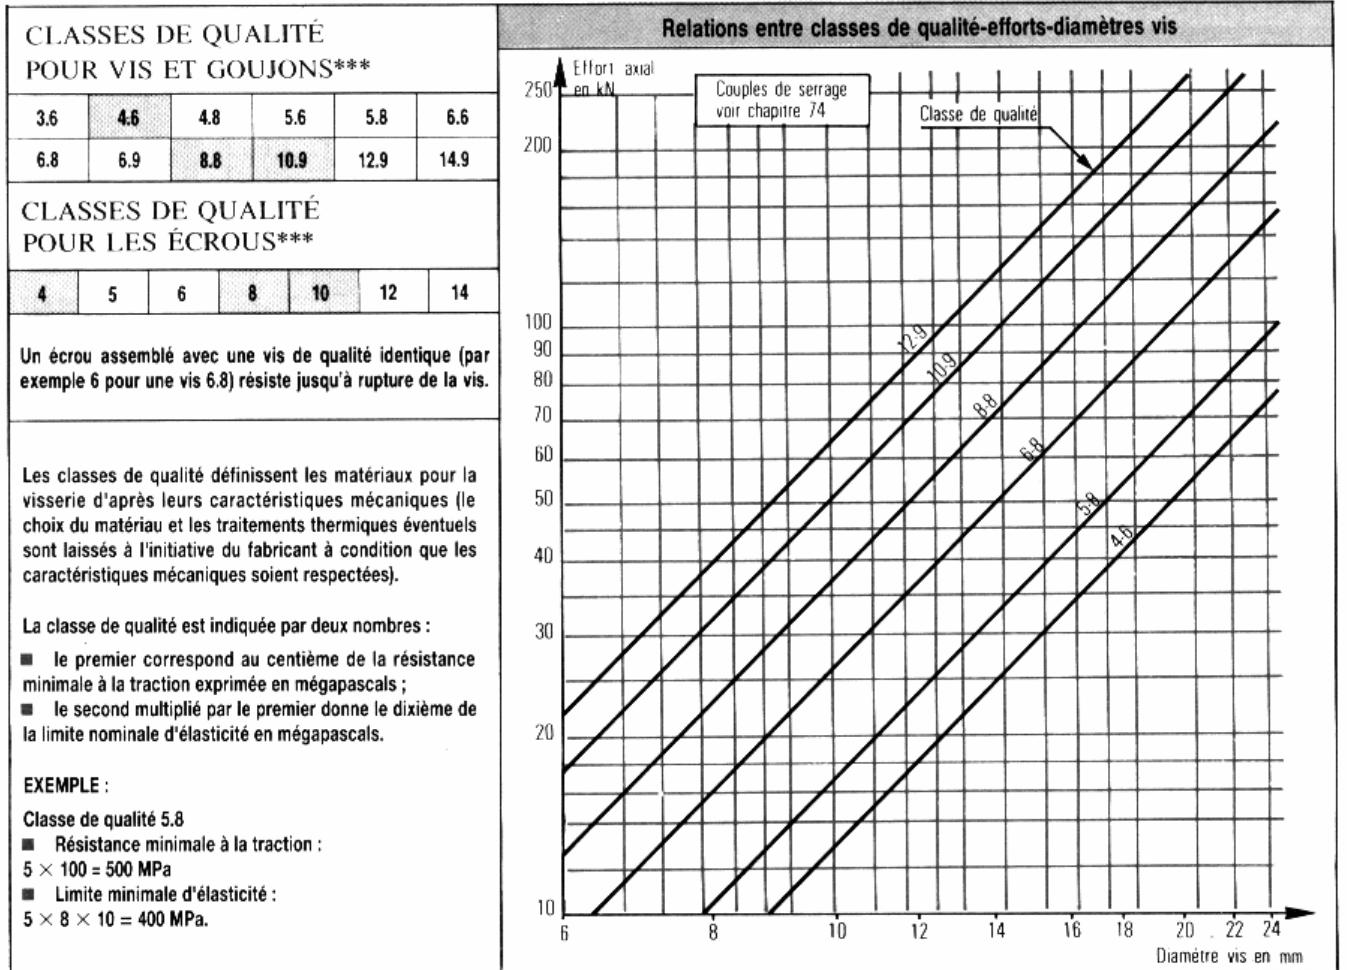 CLASSES DE QUALITÉ
POUR VIS ET GOUJONS***
3.6 4.6 4.8 5.6 5.8 6.6
6.8 6.9 8.8 10.9 12.9 14.9
CLASSES DE QUALITÉ
POUR LES ÉCROUS***
4 5 6 8 10 12 14
Un écrou assemblé avec une vis de qualité identique (par
exemple 6 pour une vis 6.8) résiste jusqu'à rupture de la vis.
Les classes de qualité définissent les matériaux pour la
visserie d'après leurs caractéristiques mécaniques (le
choix du matériau et les traitements thermiques éventuels
sont laissés à l'initiative du fabricant à condition que les
caractéristiques mécaniques soient respectées).
La classe de qualité est indiquée par deux nombres :
■ le premier correspond au centième de la résistance
minimale à la traction exprimée en mégapascals ;
■ le second multiplié par le premier donne le dixième de
la limite nominale d'élasticité en mégapascals.
EXEMPLE :
Classe de qualité 5.8
■ Résistance minimale à la traction :
5 × 100 = 500 MPa
■ Limite minimale d'élasticité :
5 × 8 × 10 = 400 MPa.
Relations entre classes de qualité-efforts-diamètres vis
Effort axial
en kN
Couples de serrage
voir chapitre 74
Classe de qualité
250
200
100
90
80
70
60
50
40
30
20
10
12-9
10-9
8-8
6-8
5-8
4-6
6 8 10 12 14 16 18 20 22 24
Diamètre vis en mm